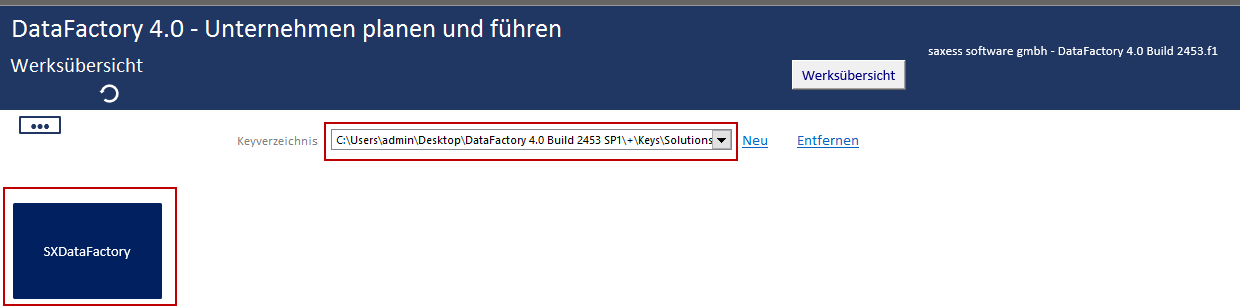 DataFactory 4.0 - Unternehmen planen und führen
saxess software gmbh - DataFactory 4.0 Build 2453.f1
Werksübersicht
Werksübersicht
Keyverzeichnis C:\Users\admin\Desktop\DataFactory 4.0 Build 2453 SP1\+\Keys\Solutions Neu Entfernen
SXDataFactory